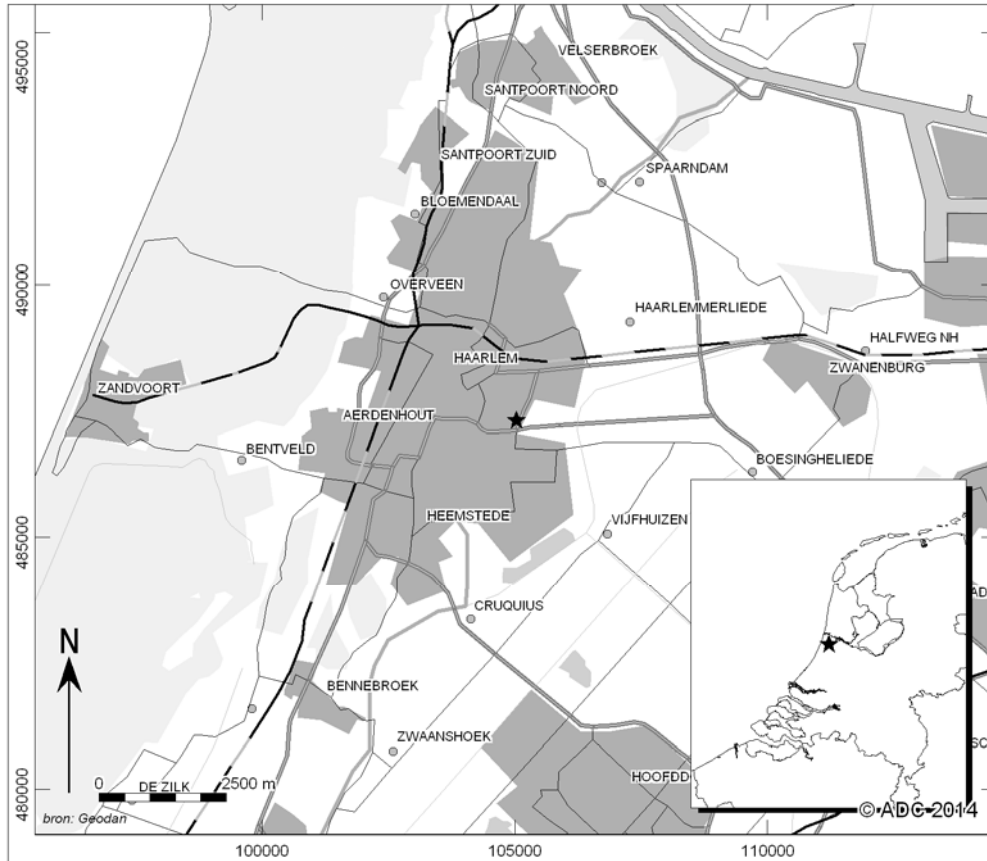 495000
VELSERBROEK
SANTPOORT NOORD
SANTPOORT ZUID
SPAARNDAM
BLOEMENDAAL
490000
OVERVEEN
HAARLEMMERLIEDE
HALFWEG NH
HAARLEM
ZWANENBURG
ZANDVOORT
AERDENHOUT
BENTVELD
BOESINGHELIEDE
485000
HEEMSTEDE
VIJFHUIZEN
CRUQUIUS
AD
N
BENNEBROEK
ZWAANSHOEK
SC
480000
0
DE ZILK
2500 m
HOOFDD
bron: Geodan
© ADC 2014
100000
105000
110000